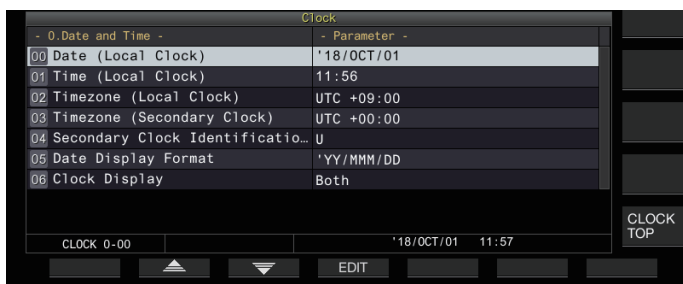 Clock
- 0.Date and Time - - Parameter -
00 Date (Local Clock) '18/OCT/01
01 Time (Local Clock) 11:56
02 Timezone (Local Clock) UTC +09:00
03 Timezone (Secondary Clock) UTC +00:00
04 Secondary Clock Identificatio… U
05 Date Display Format 'YY/MMM/DD
06 Clock Display Both
CLOCK TOP
CLOCK 0-00 '18/OCT/01 11:57
EDIT